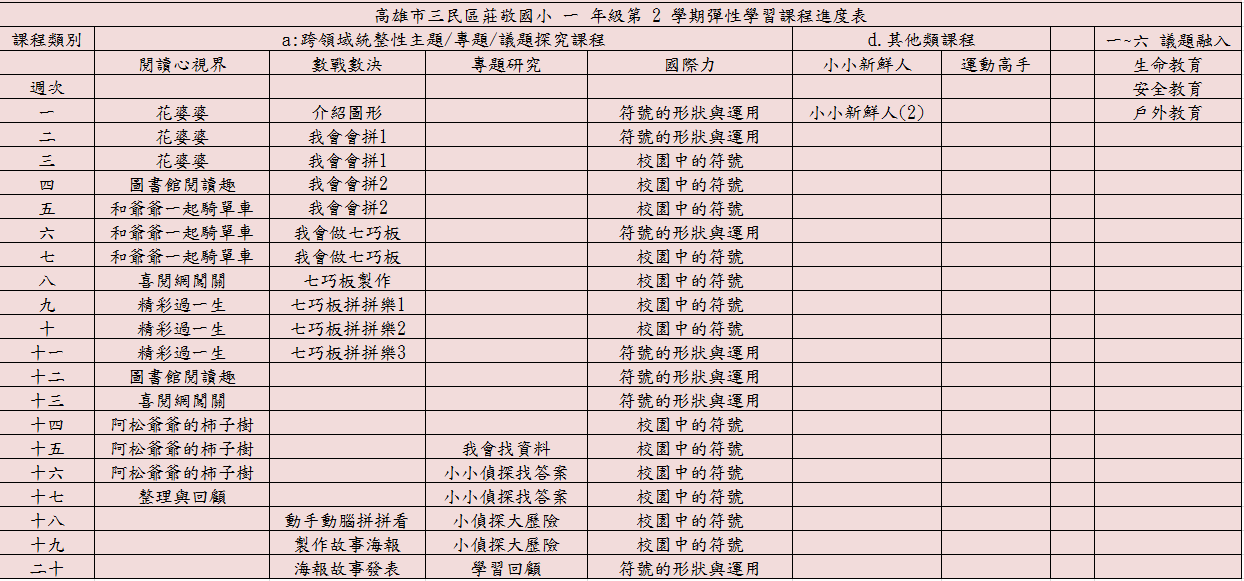 高雄市三民區莊敬國小 一 年級第 2 學期彈性學習課程進度表
課程類別 a:跨領域統整性主題/專題/議題探究課程 d.其他類課程 一~六 議題融入
閱讀心視界 數戰數決 專題研究 國際力 小小新鮮人 運動高手 生命教育
週次 安全教育
一 花婆婆 介紹圖形 符號的形狀與運用 小小新鮮人(2) 戶外教育
二 花婆婆 我會會拼1 符號的形狀與運用
三 花婆婆 我會會拼1 校園中的符號
四 圖書館閱讀趣 我會會拼2 校園中的符號
五 和爺爺一起騎單車 我會會拼2 校園中的符號
六 和爺爺一起騎單車 我會做七巧板 符號的形狀與運用
七 和爺爺一起騎單車 我會做七巧板 校園中的符號
八 喜閱網闖關 七巧板製作 校園中的符號
九 精彩過一生 七巧板拼拼樂1 校園中的符號
十 精彩過一生 七巧板拼拼樂2 校園中的符號
十一 精彩過一生 七巧板拼拼樂3 符號的形狀與運用
十二 圖書館閱讀趣 符號的形狀與運用
十三 喜閱網闖關 符號的形狀與運用
十四 阿松爺爺的柿子樹 校園中的符號
十五 阿松爺爺的柿子樹 我會找資料 校園中的符號
十六 阿松爺爺的柿子樹 小小偵探找答案 校園中的符號
十七 整理與回顧 小小偵探找答案 校園中的符號
十八 動手動腦拼拼看 小偵探大歷險 校園中的符號
十九 製作故事海報 小偵探大歷險 校園中的符號
二十 海報故事發表 學習回顧 符號的形狀與運用